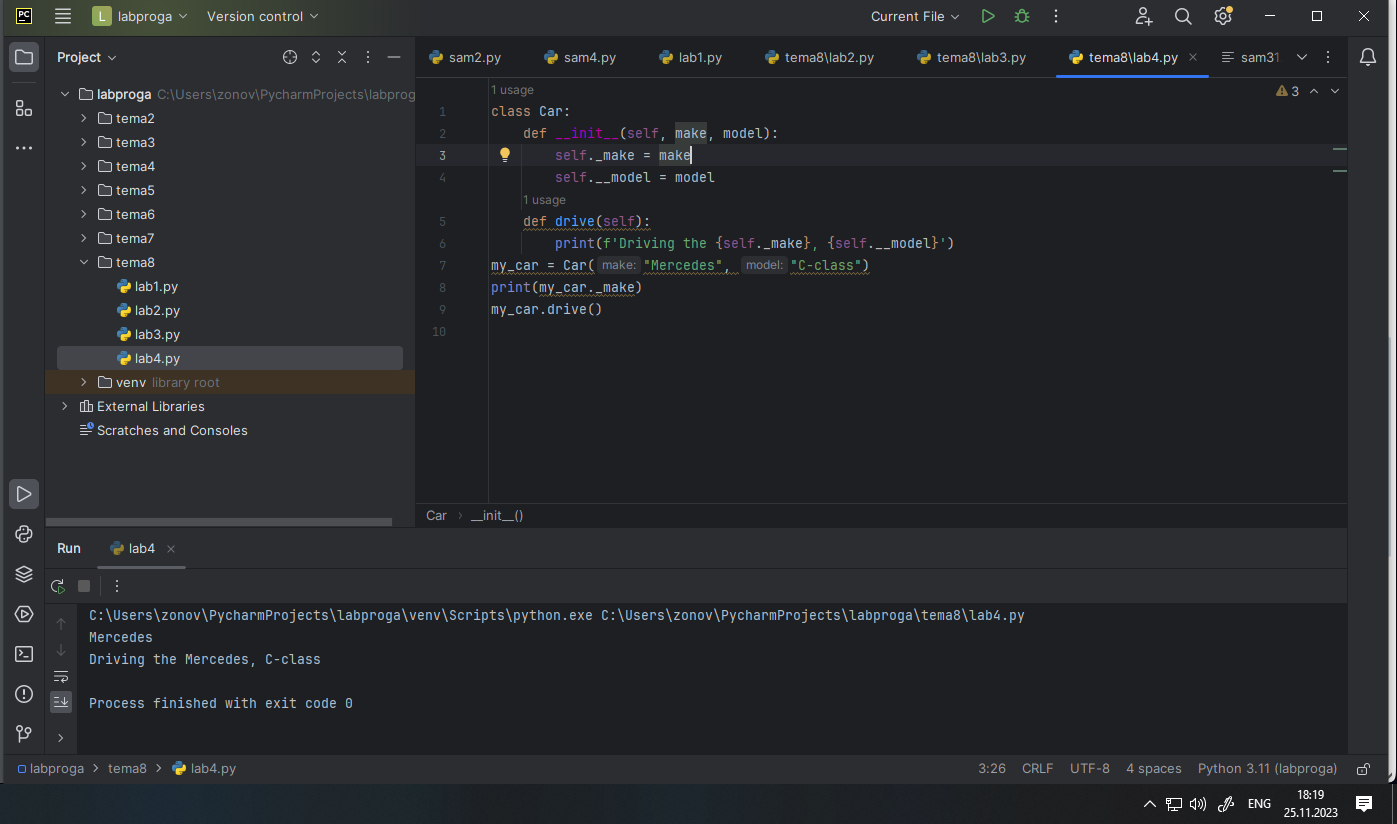 PC L labproga Version control Current File
Project
sam2.py sam4.py lab1.py tema8\lab2.py tema8\lab3.py tema8\lab4.py sam31
labproga C:\Users\zonov\PycharmProjects\labprog
tema2
tema3
tema4
tema5
tema6
tema7
tema8
lab1.py
lab2.py
lab3.py
lab4.py
venv library root
External Libraries
Scratches and Consoles
1 usage
3
1 class Car:
2 def __init__(self, make, model):
3 self._make = make
4 self.__model = model
1 usage
5 def drive(self):
6 print(f'Driving the {self._make}, {self.__model}')
7 my_car = Car( make: "Mercedes", model: "C-class")
8 print(my_car._make)
9 my_car.drive()
10
Car › __init__()
Run lab4
C:\Users\zonov\PycharmProjects\labproga\venv\Scripts\python.exe C:\Users\zonov\PycharmProjects\labproga\tema8\lab4.py
Mercedes
Driving the Mercedes, C-class
Process finished with exit code 0
labproga > tema8 > lab4.py
3:26 CRLF UTF-8 4 spaces Python 3.11 (labproga)
ENG
18:19
25.11.2023